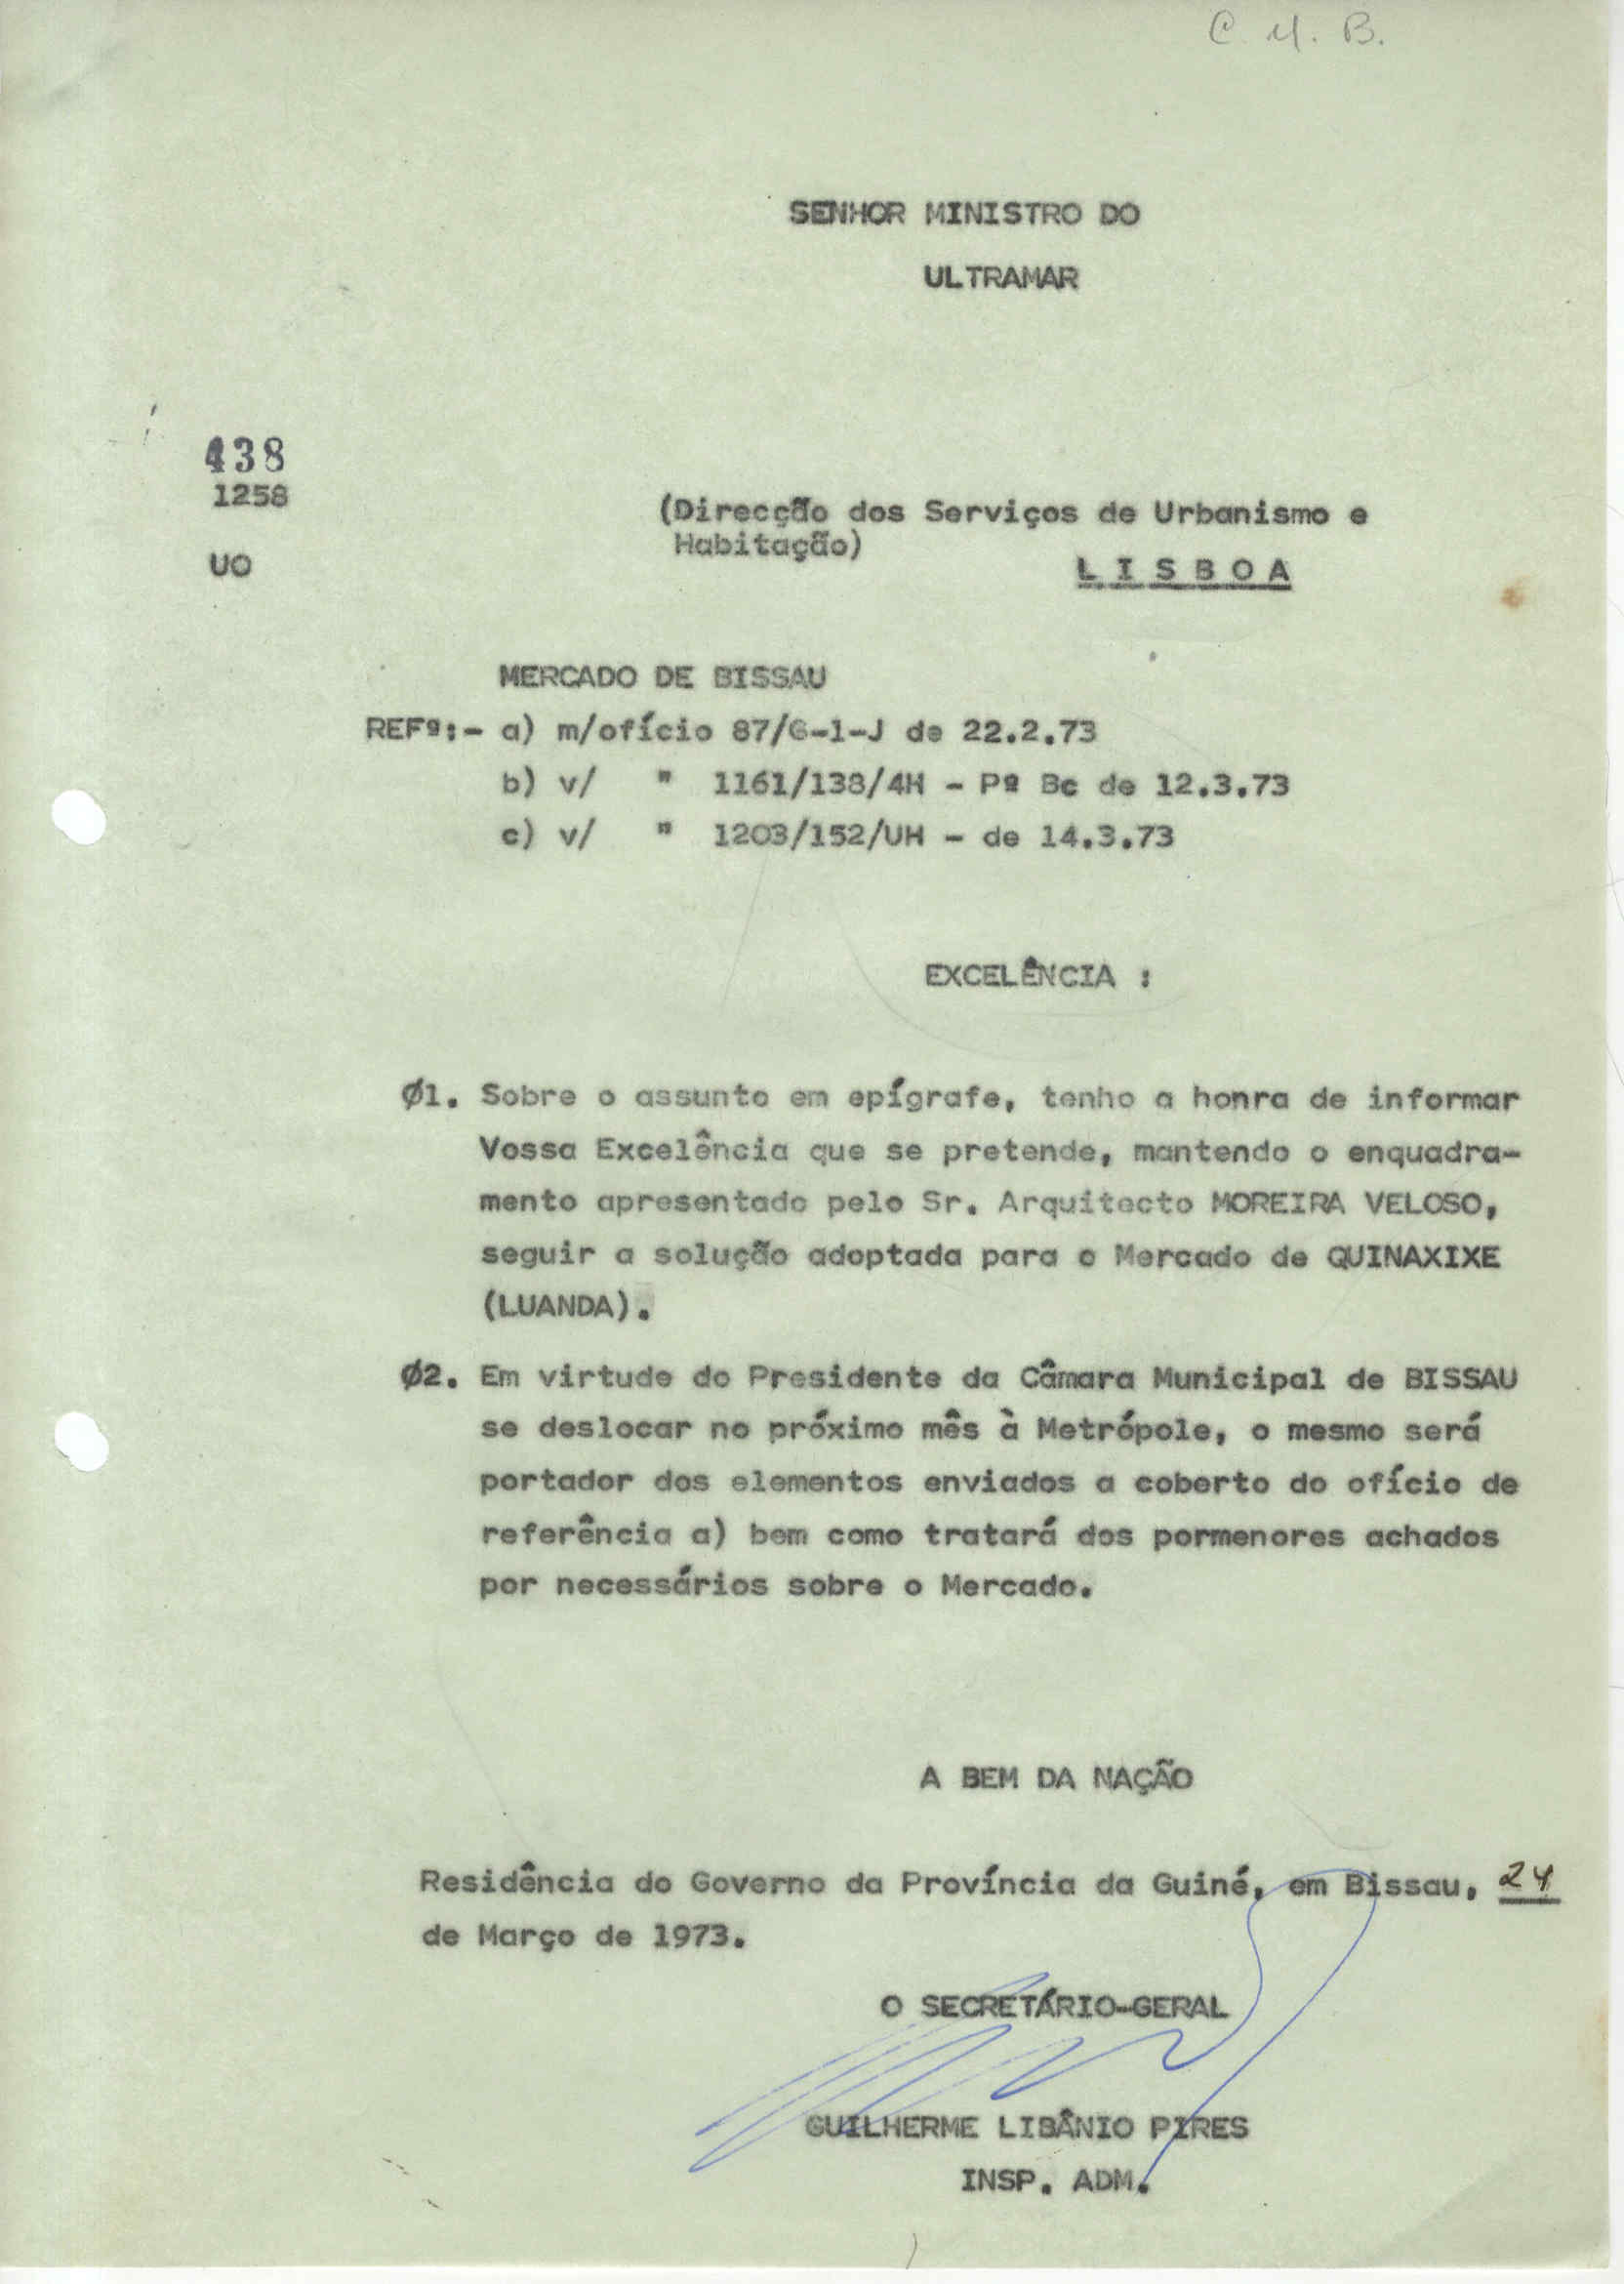 C. M. B.
SENHOR MINISTRO DO
ULTRAMAR
438
1258
UO
(Direcção dos Serviços de Urbanismo e
Habitação)
LISBOA
MERCADO DE BISSAU
REFª:- a) m/ofício 87/G-1-J de 22.2.73
b) v/ " 1161/138/4H - Pº Bc de 12.3.73
c) v/ " 1203/152/UH - de 14.3.73
EXCELÊNCIA :
Ø1. Sobre o assunto em epígrafe, tenho a honra de informar
Vossa Excelência que se pretende, mantendo o enquadra-
mento apresentado pelo Sr. Arquitecto MOREIRA VELOSO,
seguir a solução adoptada para o Mercado de QUINAXIXE
(LUANDA).
Ø2. Em virtude do Presidente da Câmara Municipal de BISSAU
se deslocar no próximo mês à Metrópole, o mesmo será
portador dos elementos enviados a coberto do ofício de
referência a) bem como tratará dos pormenores achados
por necessários sobre o Mercado.
A BEM DA NAÇÃO
Residência do Governo da Província da Guiné, em Bissau, 24
de Março de 1973.
O SECRETÁRIO-GERAL
GUILHERME LIBÂNIO PIRES
INSP. ADM.